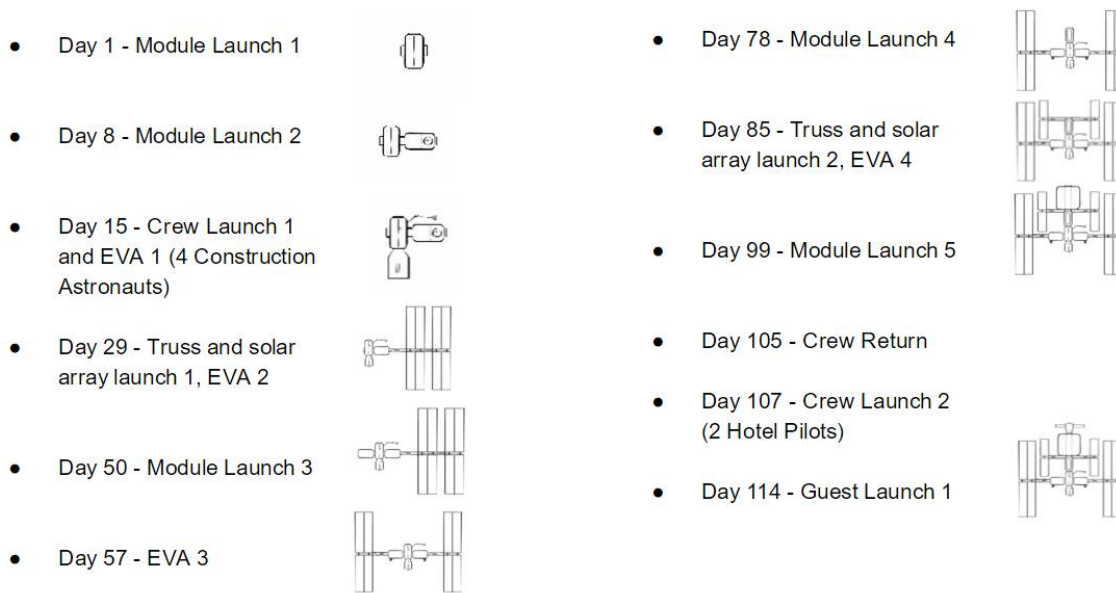 ● Day 1 - Module Launch 1
● Day 8 - Module Launch 2
● Day 15 - Crew Launch 1
and EVA 1 (4 Construction
Astronauts)
● Day 29 - Truss and solar
array launch 1, EVA 2
● Day 50 - Module Launch 3
● Day 57 - EVA 3
● Day 78 - Module Launch 4
● Day 85 - Truss and solar
array launch 2, EVA 4
● Day 99 - Module Launch 5
● Day 105 - Crew Return
● Day 107 - Crew Launch 2
(2 Hotel Pilots)
● Day 114 - Guest Launch 1